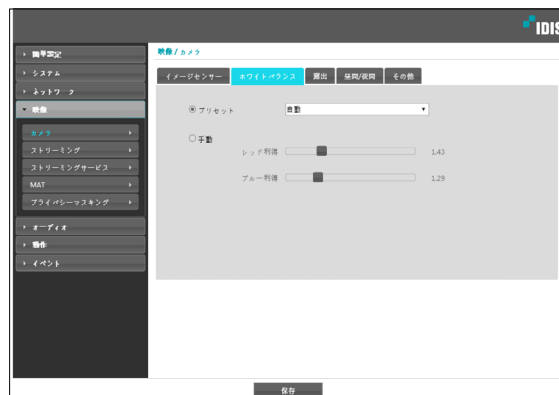 IDIS
簡単設定
システム
ネットワーク
映像
カメラ
ストリーミング
ストリーミングサービス
MAT
プライバシーマスキング
オーディオ
動作
イベント
映像 / カメラ
イメージセンサー ホワイトバランス 露出 昼間/夜間 その他
プリセット 自動
手動
レッド利得 1.43
ブルー利得 1.29
保存